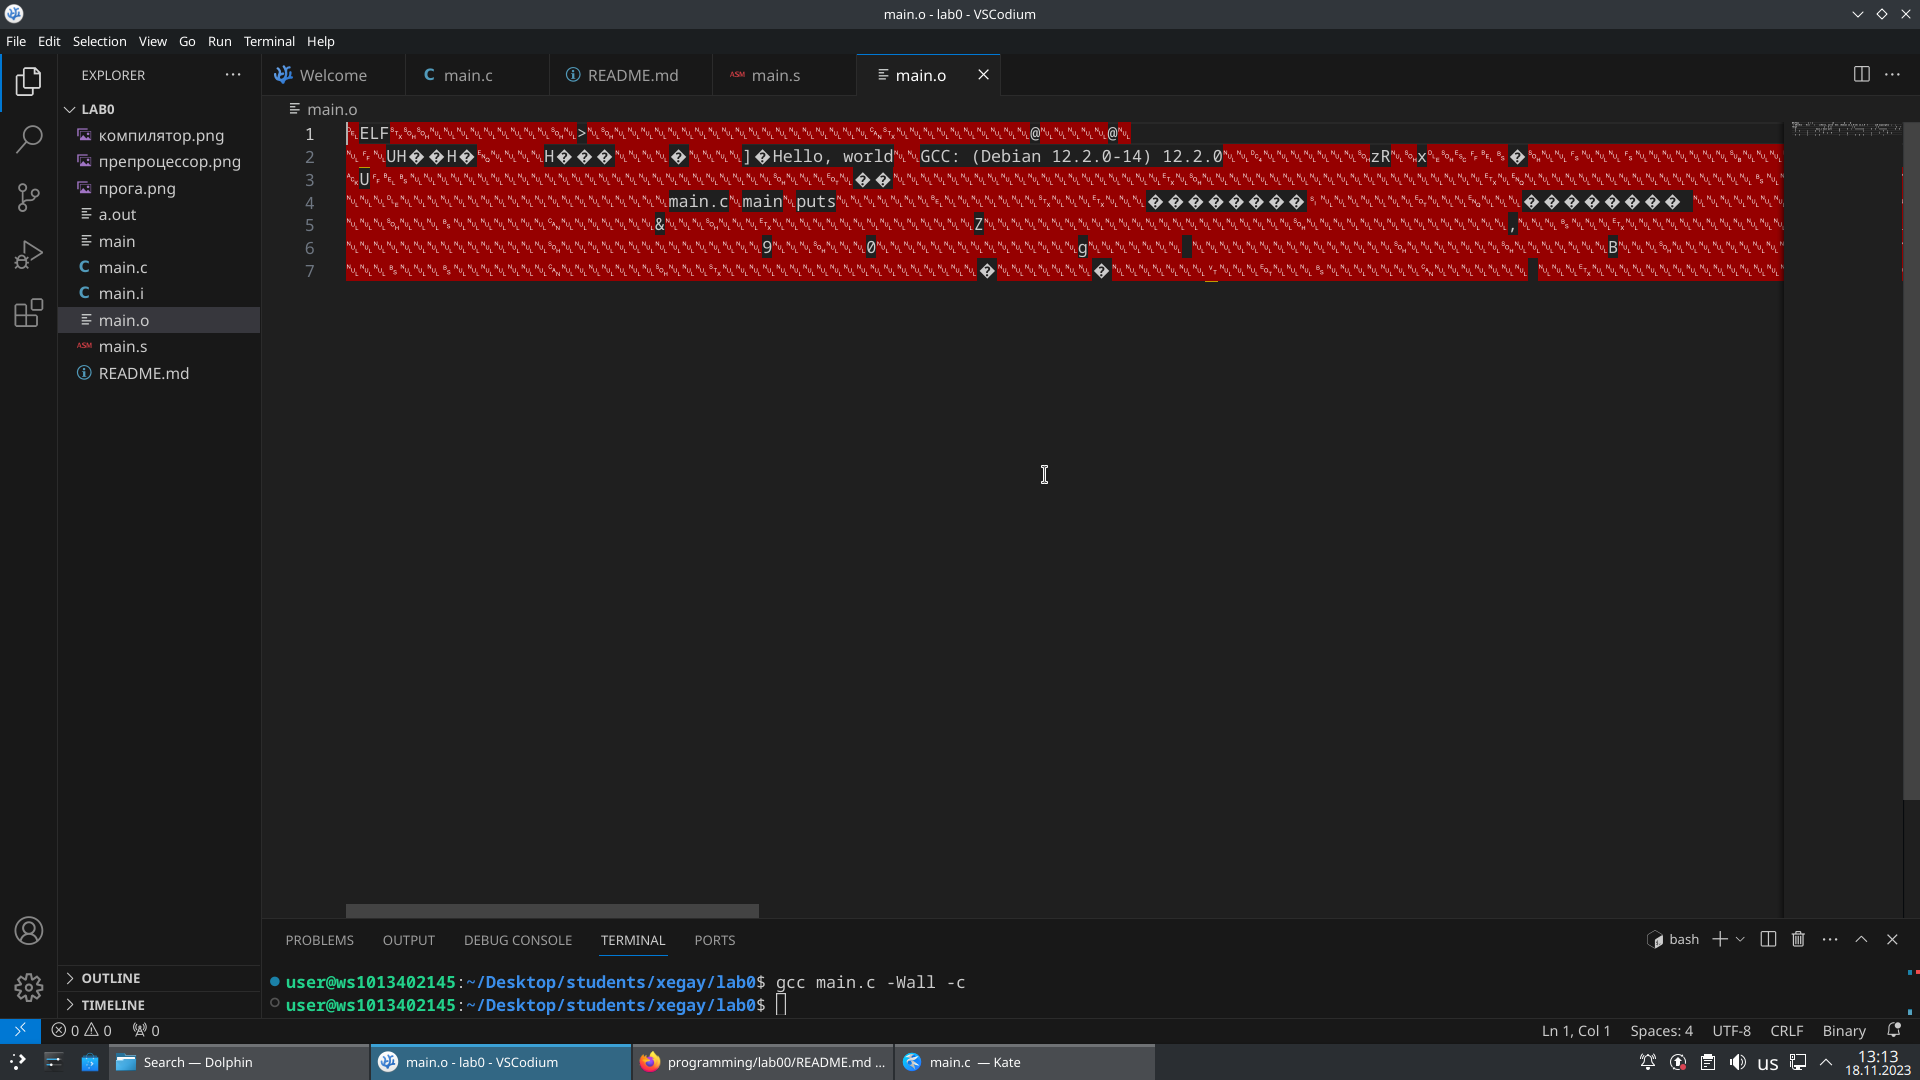 main.o - lab0 - VSCodium
File Edit Selection View Go Run Terminal Help
EXPLORER
Welcome
C main.c
README.md
ASM main.s
main.o
LAB0
компилятор.png
препроцессор.png
прога.png
a.out
main
C main.c
C main.i
main.o
ASM main.s
README.md
OUTLINE
TIMELINE
main.o
1 ELF > @ @
2 UH H H ] Hello, world GCC: (Debian 12.2.0-14) 12.2.0 zR x
3 U
4 main.c main puts
5 & Z ,
6 9 0 g B
7
PROBLEMS OUTPUT DEBUG CONSOLE TERMINAL PORTS
bash
user@ws1013402145:~/Desktop/students/xegay/lab0$ gcc main.c -Wall -c
user@ws1013402145:~/Desktop/students/xegay/lab0$
0 0 0
Ln 1, Col 1 Spaces: 4 UTF-8 CRLF Binary
Search — Dolphin
main.o - lab0 - VSCodium
programming/lab00/README.md ...
main.c — Kate
us
13:13
18.11.2023